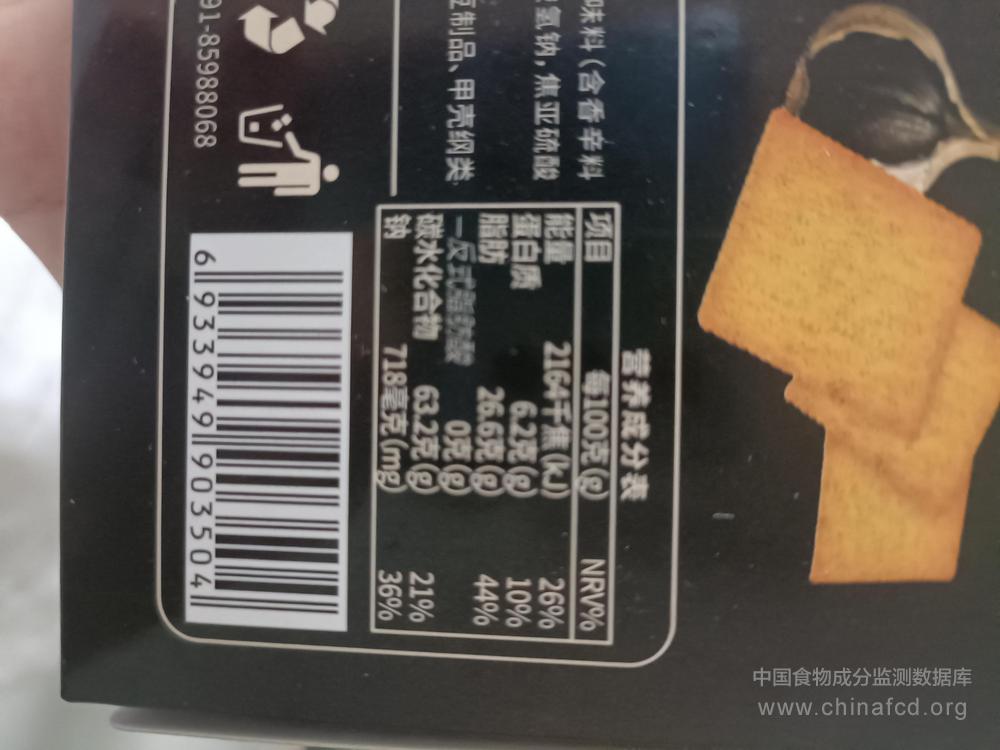 味料(含香辛料
氢钠,焦亚硫酸
豆制品、甲壳纲类
91-85988068
营养成分表
项目 每100克(g) NRV%
能量 2164千焦(kJ) 26%
蛋白质 6.2克(g) 10%
脂肪 26.6克(g) 44%
一反式脂肪酸 0克(g)
碳水化合物 63.2克(g) 21%
钠 718毫克(mg) 36%
6 933949 903504
中国食物成分监测数据库
www.chinafcd.org